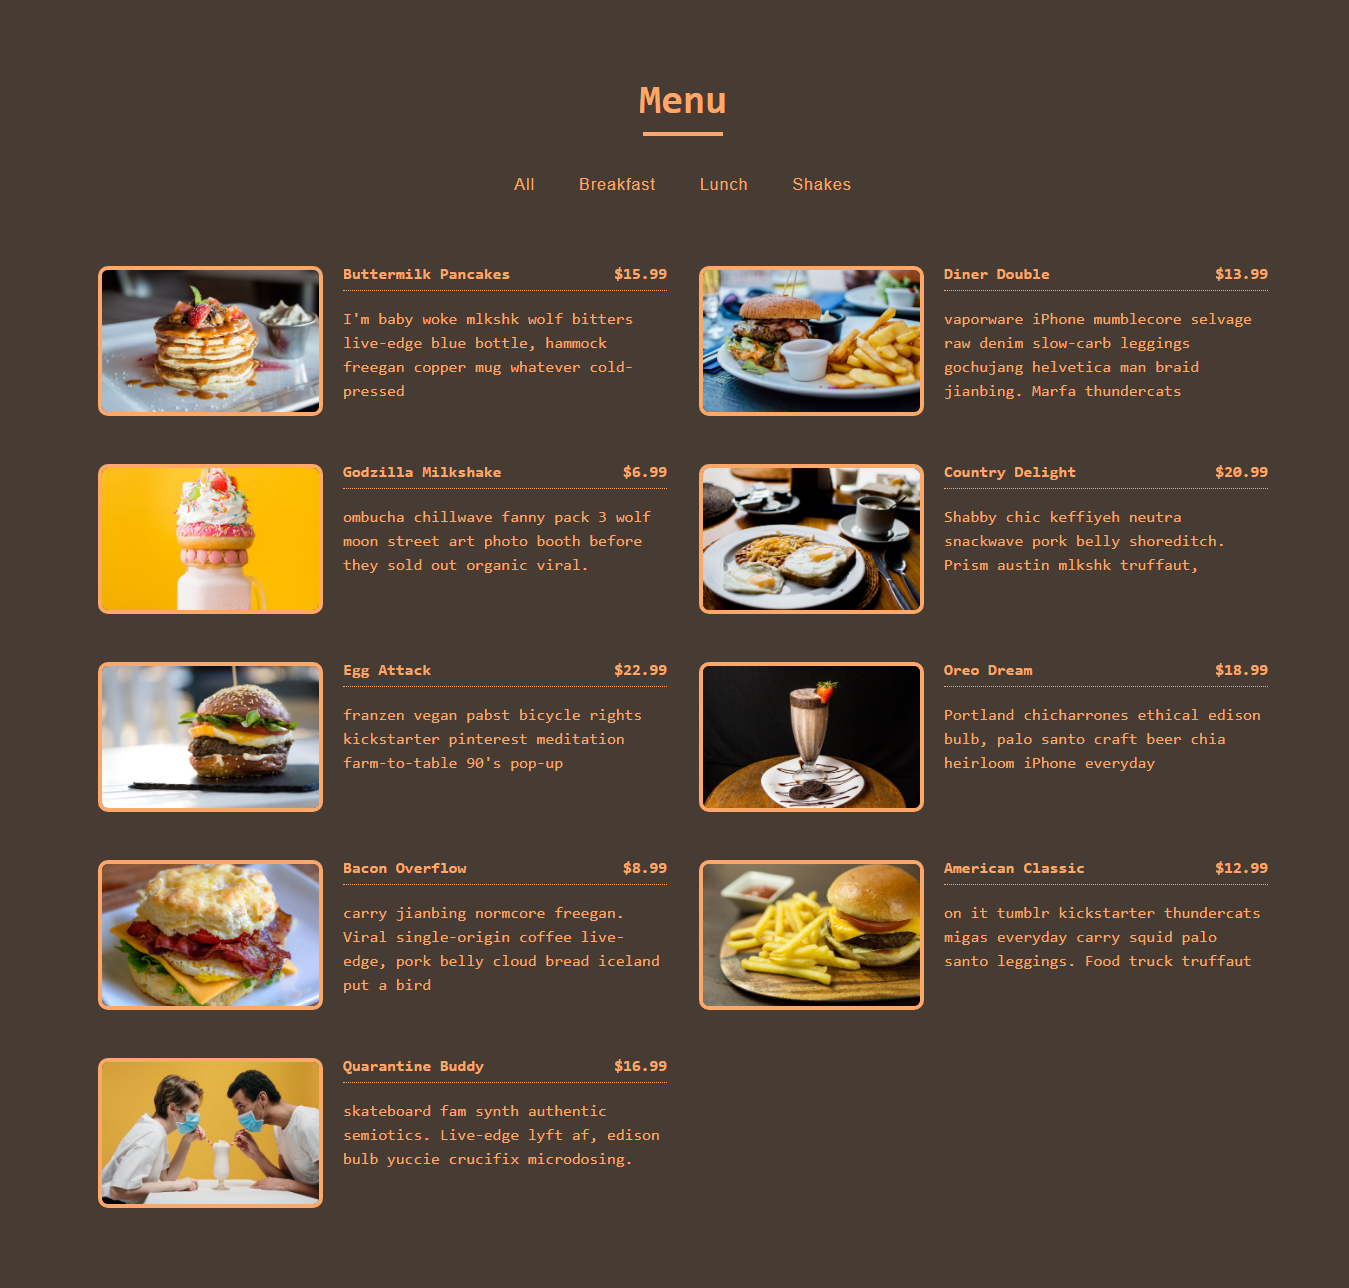 Menu
All Breakfast Lunch Shakes
Buttermilk Pancakes $15.99
I'm baby woke mlkshk wolf bitters
live-edge blue bottle, hammock
freegan copper mug whatever cold-
pressed
Diner Double $13.99
vaporware iPhone mumblecore selvage
raw denim slow-carb leggings
gochujang helvetica man braid
jianbing. Marfa thundercats
Godzilla Milkshake $6.99
ombucha chillwave fanny pack 3 wolf
moon street art photo booth before
they sold out organic viral.
Country Delight $20.99
Shabby chic keffiyeh neutra
snackwave pork belly shoreditch.
Prism austin mlkshk truffaut,
Egg Attack $22.99
franzen vegan pabst bicycle rights
kickstarter pinterest meditation
farm-to-table 90's pop-up
Oreo Dream $18.99
Portland chicharrones ethical edison
bulb, palo santo craft beer chia
heirloom iPhone everyday
Bacon Overflow $8.99
carry jianbing normcore freegan.
Viral single-origin coffee live-
edge, pork belly cloud bread iceland
put a bird
American Classic $12.99
on it tumblr kickstarter thundercats
migas everyday carry squid palo
santo leggings. Food truck truffaut
Quarantine Buddy $16.99
skateboard fam synth authentic
semiotics. Live-edge lyft af, edison
bulb yuccie crucifix microdosing.